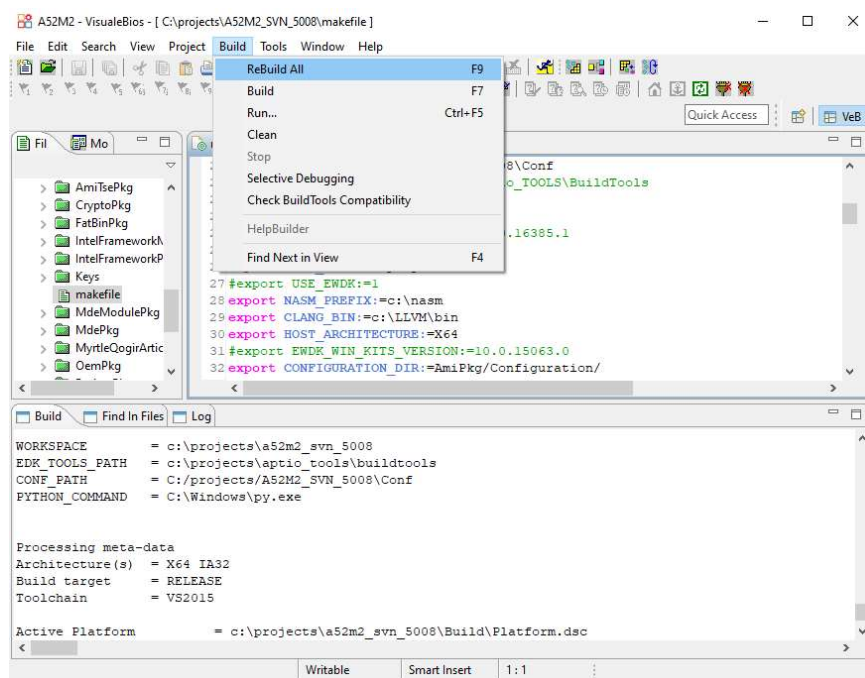 A52M2 - VisualeBios - [ C:\projects\A52M2_SVN_5008\makefile ]
File Edit Search View Project Build Tools Window Help
ReBuild All F9
Build F7
Run... Ctrl+F5
Clean
Stop
Selective Debugging
Check BuildTools Compatibility
HelpBuilder
Find Next in View F4
Quick Access
VeB
Fil
Mo
AmiTsePkg
CryptoPkg
FatBinPkg
IntelFrameworkM
IntelFrameworkP
Keys
makefile
MdeModulePkg
MdePkg
MyrtleQogirArtic
OemPkg
8\Conf
o_TOOLS\BuildTools
.16385.1
27 #export USE_EWDK:=1
28 export NASM_PREFIX:=c:\nasm
29 export CLANG_BIN:=c:\LLVM\bin
30 export HOST_ARCHITECTURE:=X64
31 #export EWDK_WIN_KITS_VERSION:=10.0.15063.0
32 export CONFIGURATION_DIR:=AmiPkg/Configuration/
Build Find In Files Log
WORKSPACE = c:\projects\a52m2_svn_5008
EDK_TOOLS_PATH = c:\projects\aptio_tools\buildtools
CONF_PATH = C:/projects/A52M2_SVN_5008\Conf
PYTHON_COMMAND = C:\Windows\py.exe
Processing meta-data
Architecture(s) = X64 IA32
Build target = RELEASE
Toolchain = VS2015
Active Platform = c:\projects\a52m2_svn_5008\Build\Platform.dsc
Writable Smart Insert 1 : 1